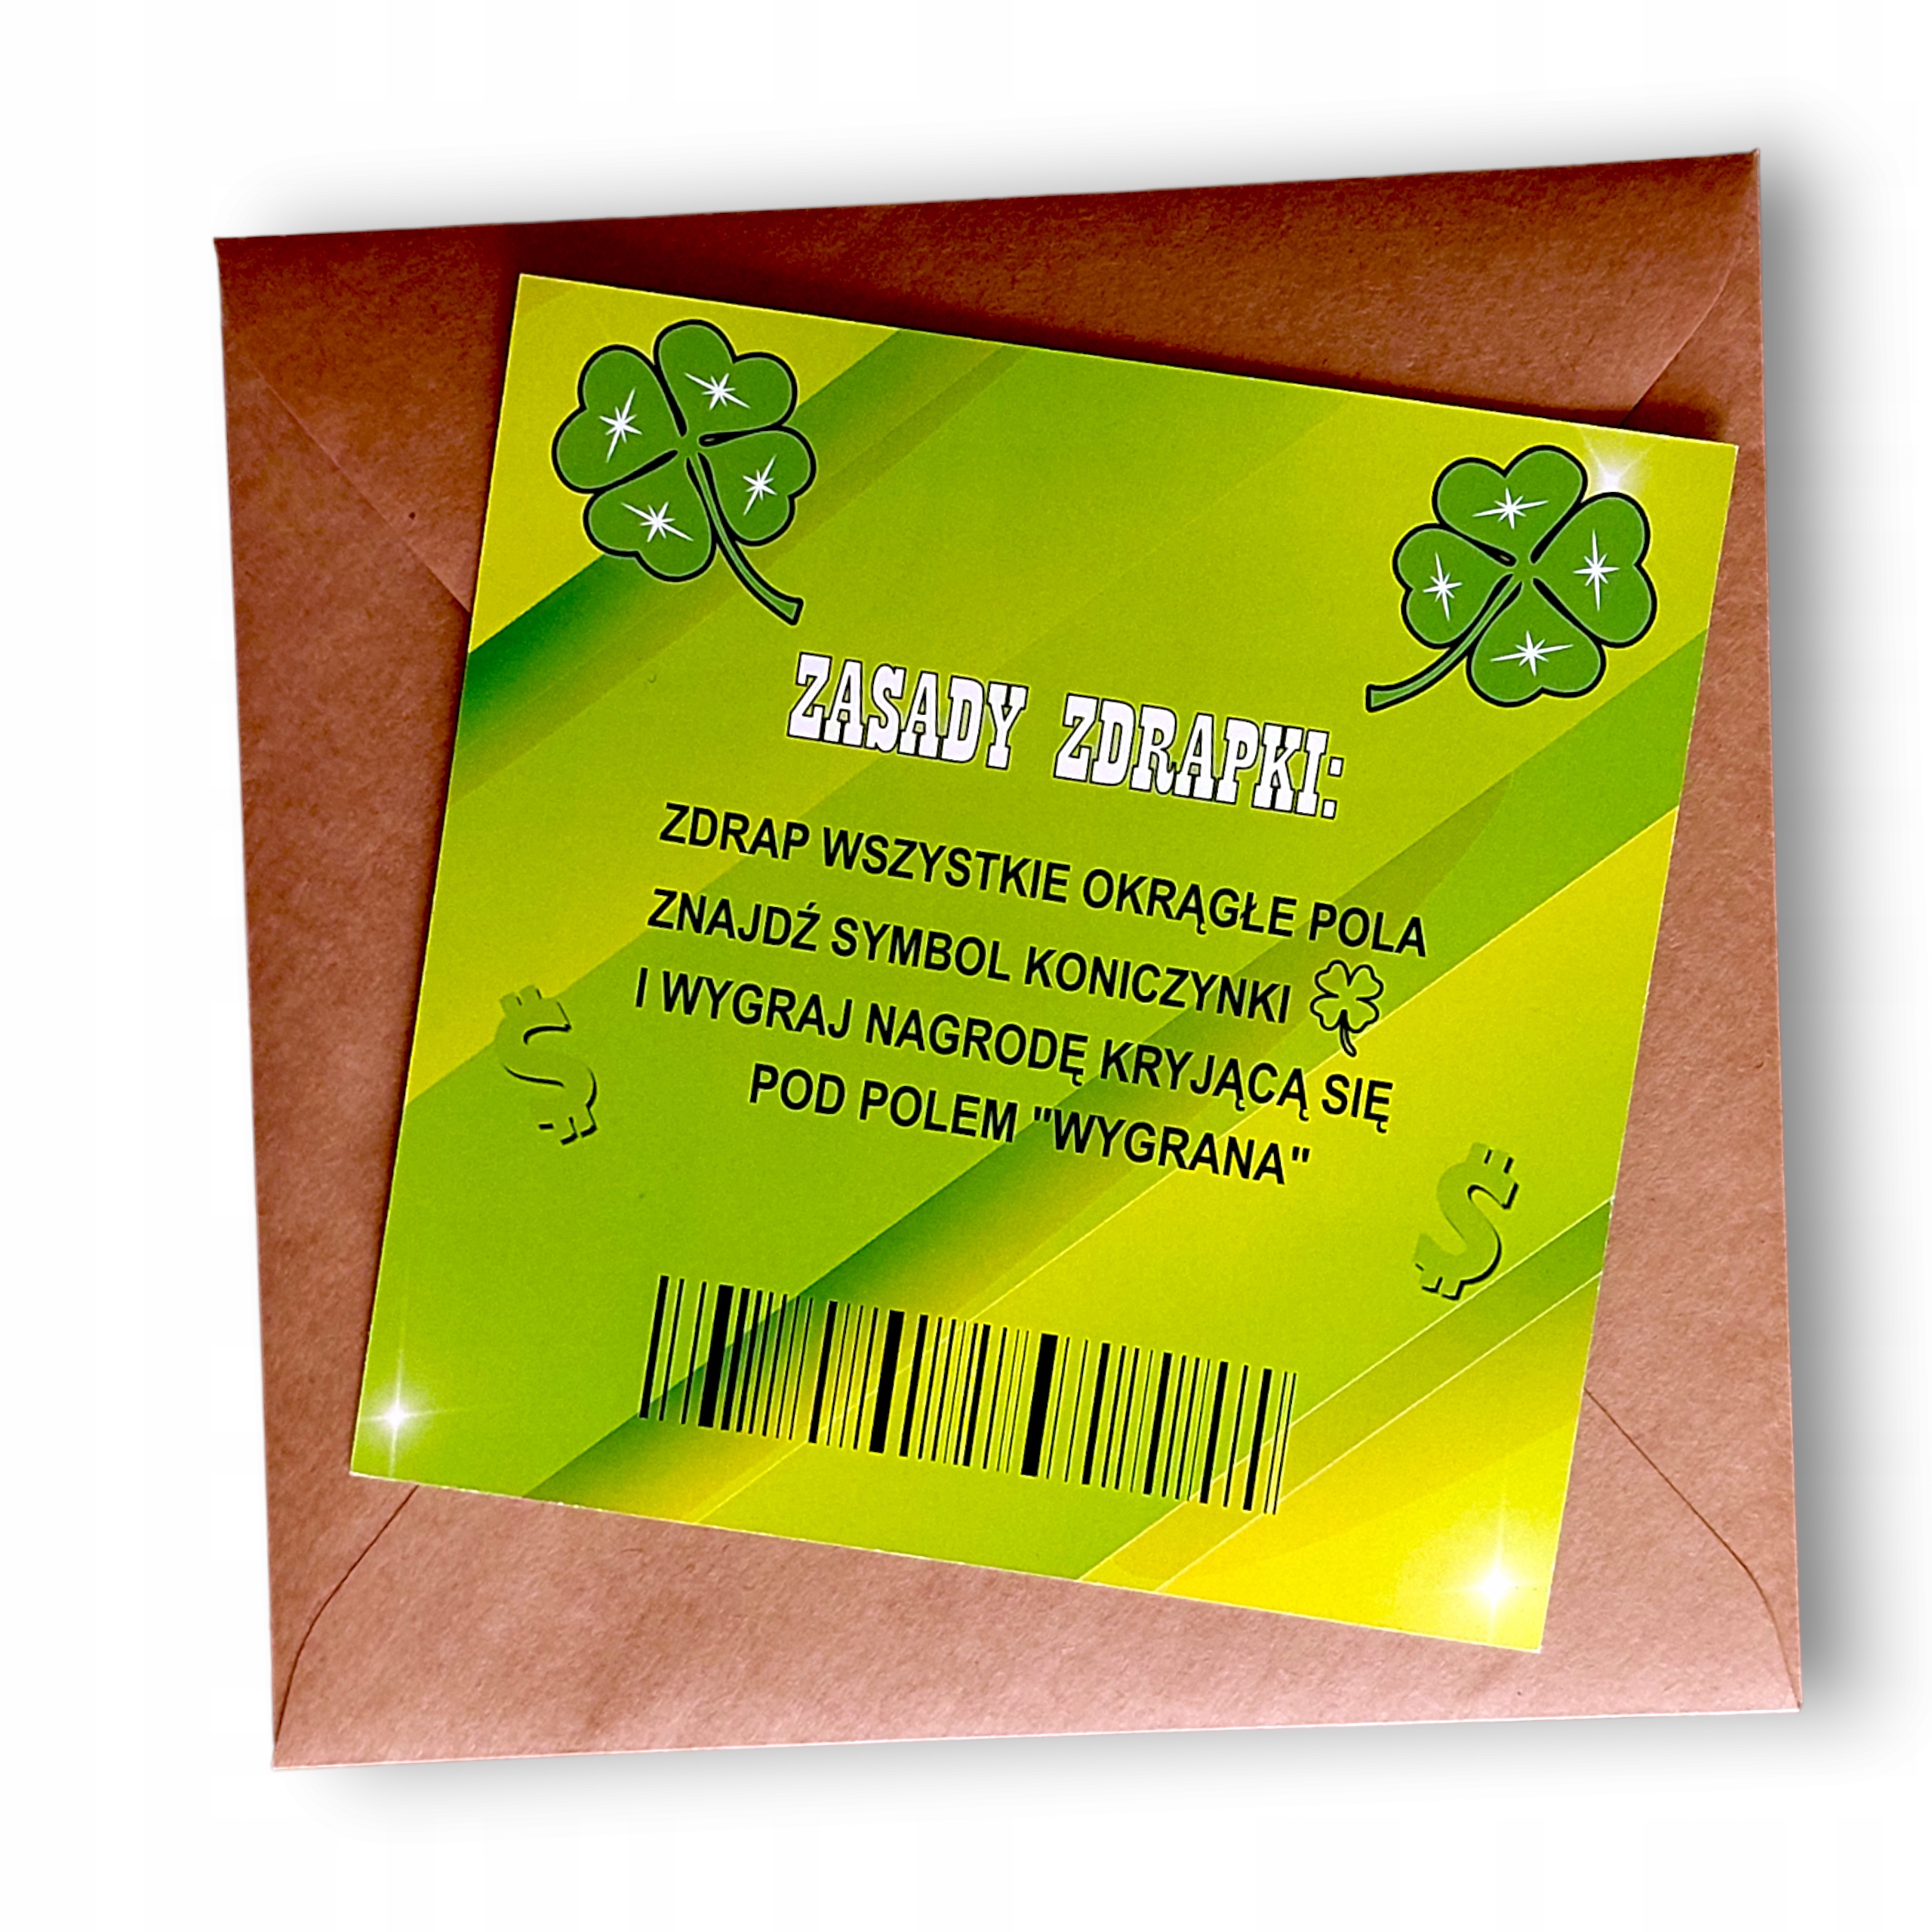 ZASADY ZDRAPKI:
ZDRAP WSZYSTKIE OKRĄGŁE POLA
ZNAJDŹ SYMBOL KONICZYNKI
I WYGRAJ NAGRODĘ KRYJĄCĄ SIĘ
POD POLEM "WYGRANA"